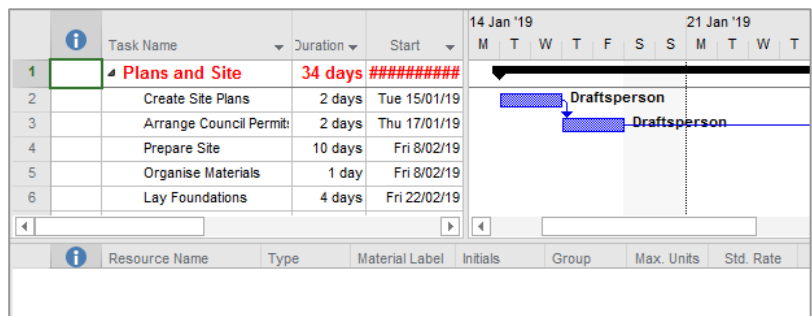 14 Jan '19 21 Jan '19
Task Name Duration Start M T W T F S S M T W T
1 Plans and Site 34 days ##########
2 Create Site Plans 2 days Tue 15/01/19 Draftsperson
3 Arrange Council Permits 2 days Thu 17/01/19 Draftsperson
4 Prepare Site 10 days Fri 8/02/19
5 Organise Materials 1 day Fri 8/02/19
6 Lay Foundations 4 days Fri 22/02/19
Resource Name Type Material Label Initials Group Max. Units Std. Rate